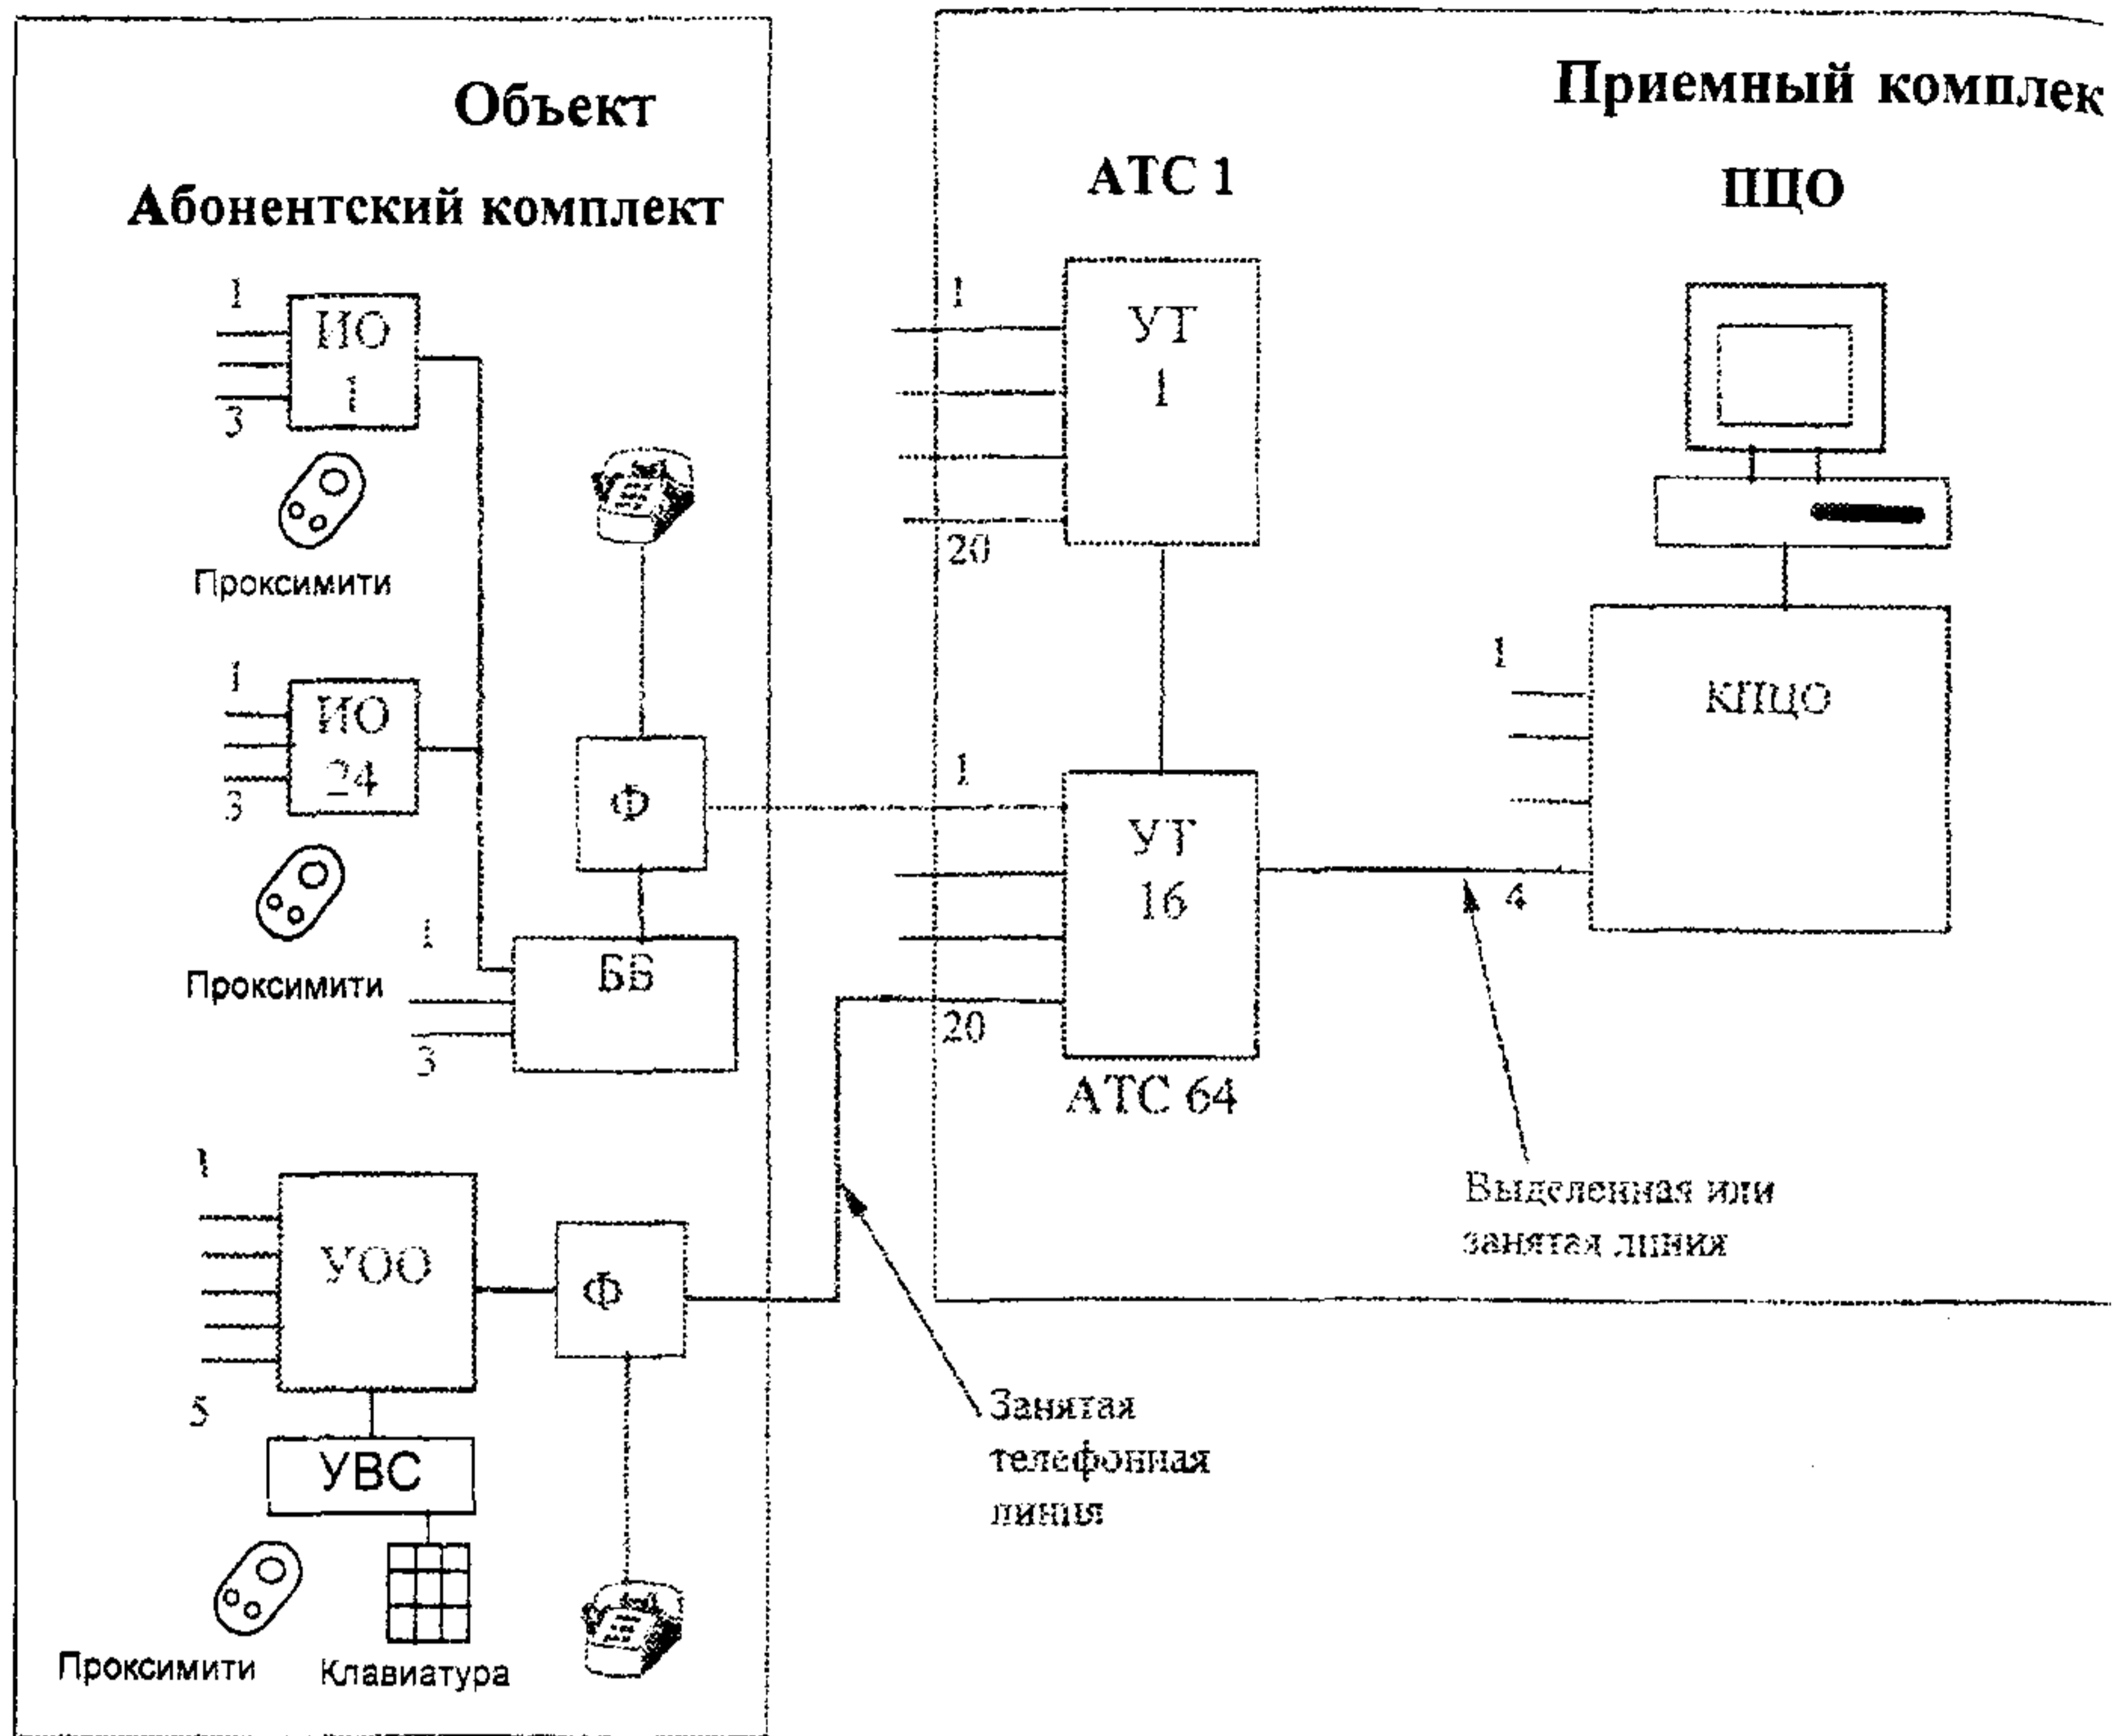 Объект
Абонентский комплект
1
ИО
1
3
Проксимити
1
ИО
24
3
Проксимити
Ф
1
БВ
3
1
УОО
5
Ф
УВС
Проксимити
Клавиатура
Приемный комплек
АТС 1
ППО
1
УТ
1
20
1
УТ
16
20
АТС 64
1
КПЦО
4
Выделенная или
занятая линия
Занятая
телефонная
линия